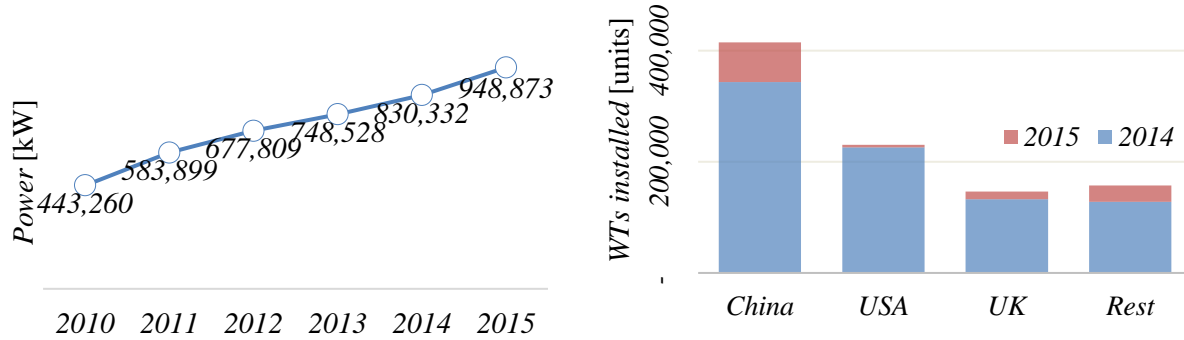 Power [kW]
443,260
583,899
677,809
748,528
830,332
948,873
2010 2011 2012 2013 2014 2015
WTs installed [units]
400,000
200,000
-
2015 2014
China USA UK Rest